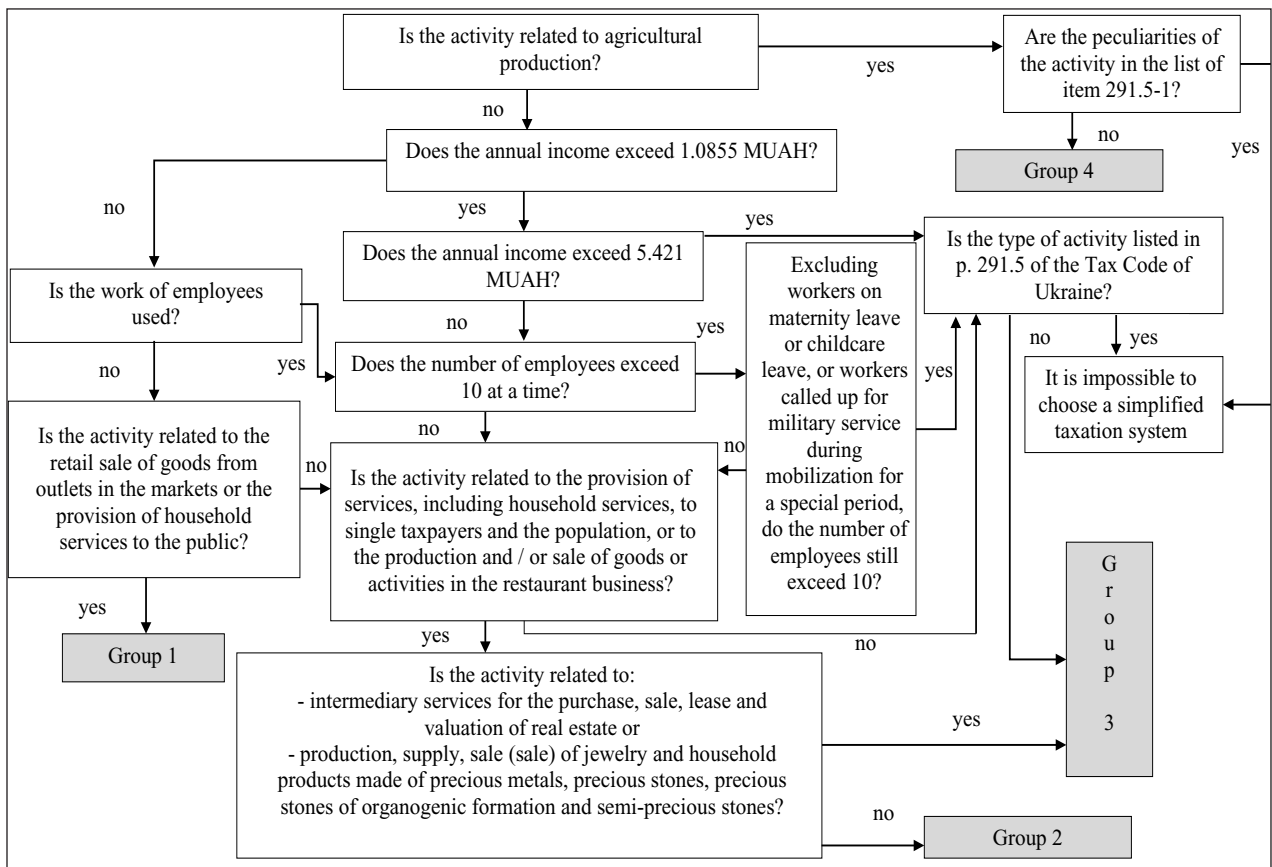 Is the activity related to agricultural
production?
yes
Are the peculiarities of
the activity in the list of
item 291.5-1?
no
no
yes
Does the annual income exceed 1.0855 MUAH?
Group 4
no
yes
yes
Does the annual income exceed 5.421
MUAH?
Is the type of activity listed in
p. 291.5 of the Tax Code of
Ukraine?
Is the work of employees
used?
no
yes
no
yes
yes
Does the number of employees exceed
10 at a time?
Excluding
workers on
maternity leave
or childcare
leave, or workers
called up for
military service
during
mobilization for
a special period,
do the number of
employees still
exceed 10?
yes
It is impossible to
choose a simplified
taxation system
no
no
no
Is the activity related to the
retail sale of goods from
outlets in the markets or the
provision of household
services to the public?
no
Is the activity related to the provision of
services, including household services, to
single taxpayers and the population, or to
the production and / or sale of goods or
activities in the restaurant business?
yes
Group 1
yes
no
Is the activity related to:
- intermediary services for the purchase, sale, lease and
valuation of real estate or
- production, supply, sale (sale) of jewelry and household
products made of precious metals, precious stones, precious
stones of organogenic formation and semi-precious stones?
yes
G
r
o
u
p
3
no
Group 2